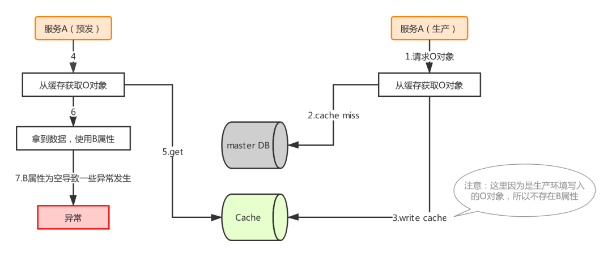 服务A（预发）
服务A（生产）
4
1.请求O对象
从缓存获取O对象
从缓存获取O对象
6
2.cache miss
拿到数据，使用B属性
master DB
5.get
7.B属性为空导致一些异常发生
注意：这里因为是生产环境写入
的O对象，所以不存在B属性
异常
Cache
3.write cache